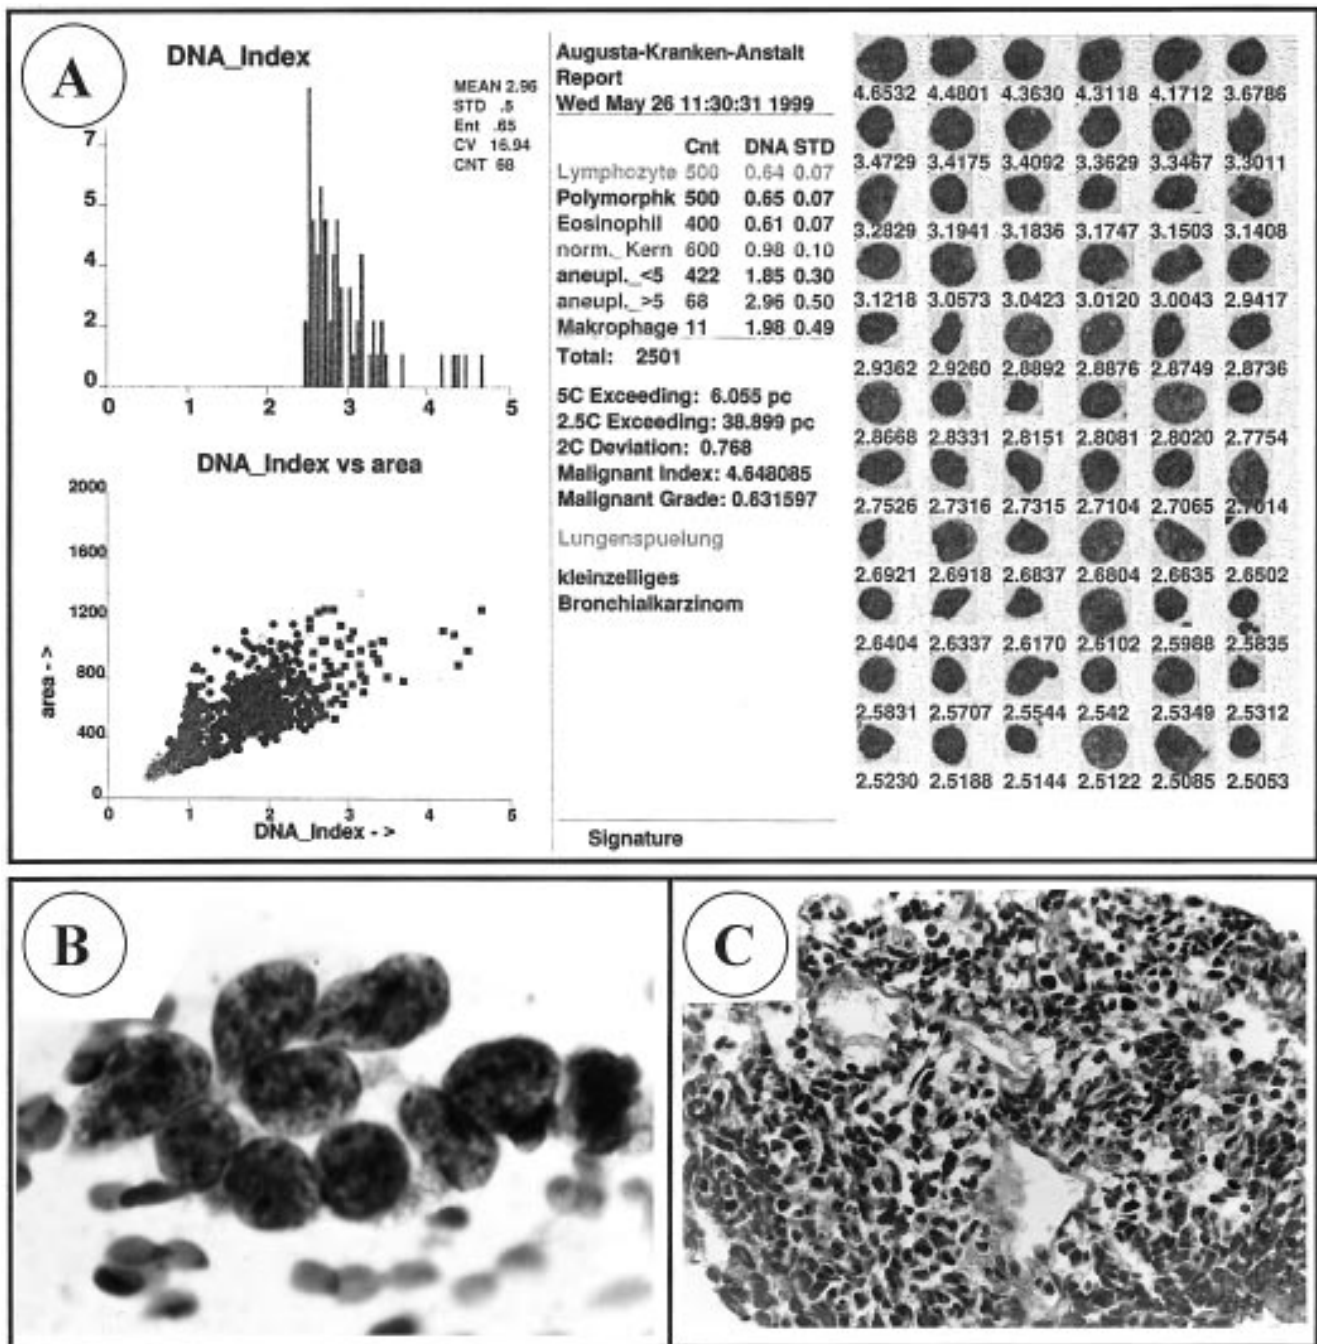 A
DNA_Index
MEAN 2.96
STD .5
Ent .65
CV 16.94
CNT 68
7
5
4
2
0
0 1 2 3 4 5
DNA_Index vs area
2000
1600
1200
800
400
0
area - >
0 1 2 3 4 5
DNA_Index - >
Augusta-Kranken-Anstalt
Report
Wed May 26 11:30:31 1999
Cnt DNA STD
Lymphozyte 500 0.64 0.07
Polymorphk 500 0.65 0.07
Eosinophil 400 0.61 0.07
norm._Kern 600 0.98 0.10
aneupl._<5 422 1.85 0.30
aneupl._>5 68 2.96 0.50
Makrophage 11 1.98 0.49
Total: 2501
5C Exceeding: 6.055 pc
2.5C Exceeding: 38.899 pc
2C Deviation: 0.768
Malignant Index: 4.648085
Malignant Grade: 0.631597
Lungenspuelung
kleinzelliges
Bronchialkarzinom
Signature
4.6532 4.4801 4.3630 4.3118 4.1712 3.6786
3.4729 3.4175 3.4092 3.3629 3.3467 3.3011
3.2829 3.1941 3.1836 3.1747 3.1503 3.1408
3.1218 3.0573 3.0423 3.0120 3.0043 2.9417
2.9362 2.9260 2.8892 2.8876 2.8749 2.8736
2.8668 2.8331 2.8151 2.8081 2.8020 2.7754
2.7526 2.7316 2.7315 2.7104 2.7065 2.7014
2.6921 2.6918 2.6837 2.6804 2.6635 2.6502
2.6404 2.6337 2.6170 2.6102 2.5988 2.5835
2.5831 2.5707 2.5544 2.542 2.5349 2.5312
2.5230 2.5188 2.5144 2.5122 2.5085 2.5053
B
C